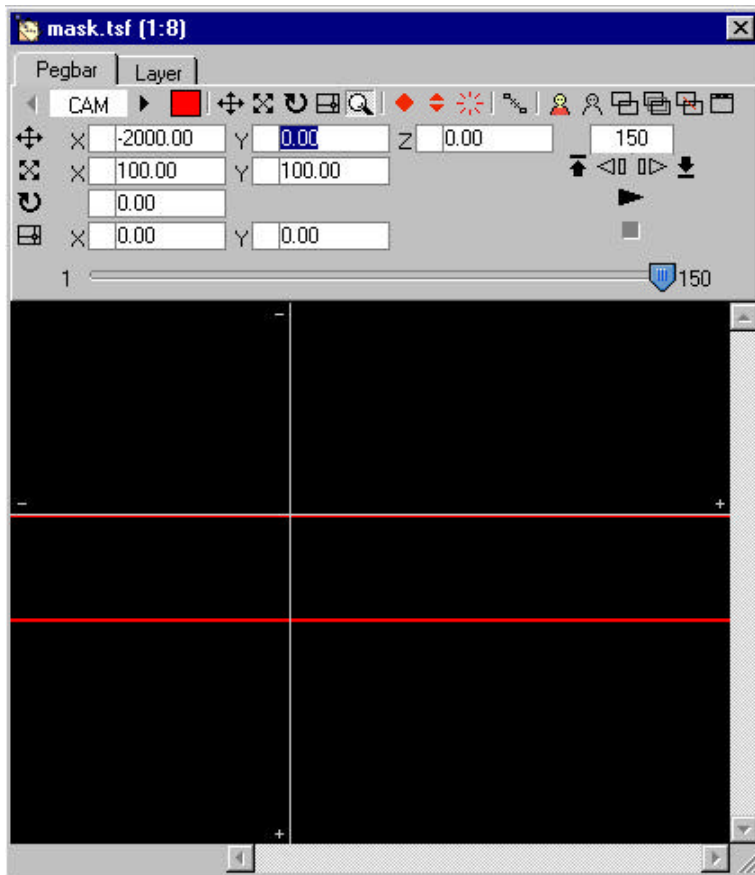 mask.tsf (1:8)
Pegbar Layer
CAM
X -2000.00 Y 0.00 Z 0.00 150
X 100.00 Y 100.00
0.00
X 0.00 Y 0.00
1 150
-
- +
+